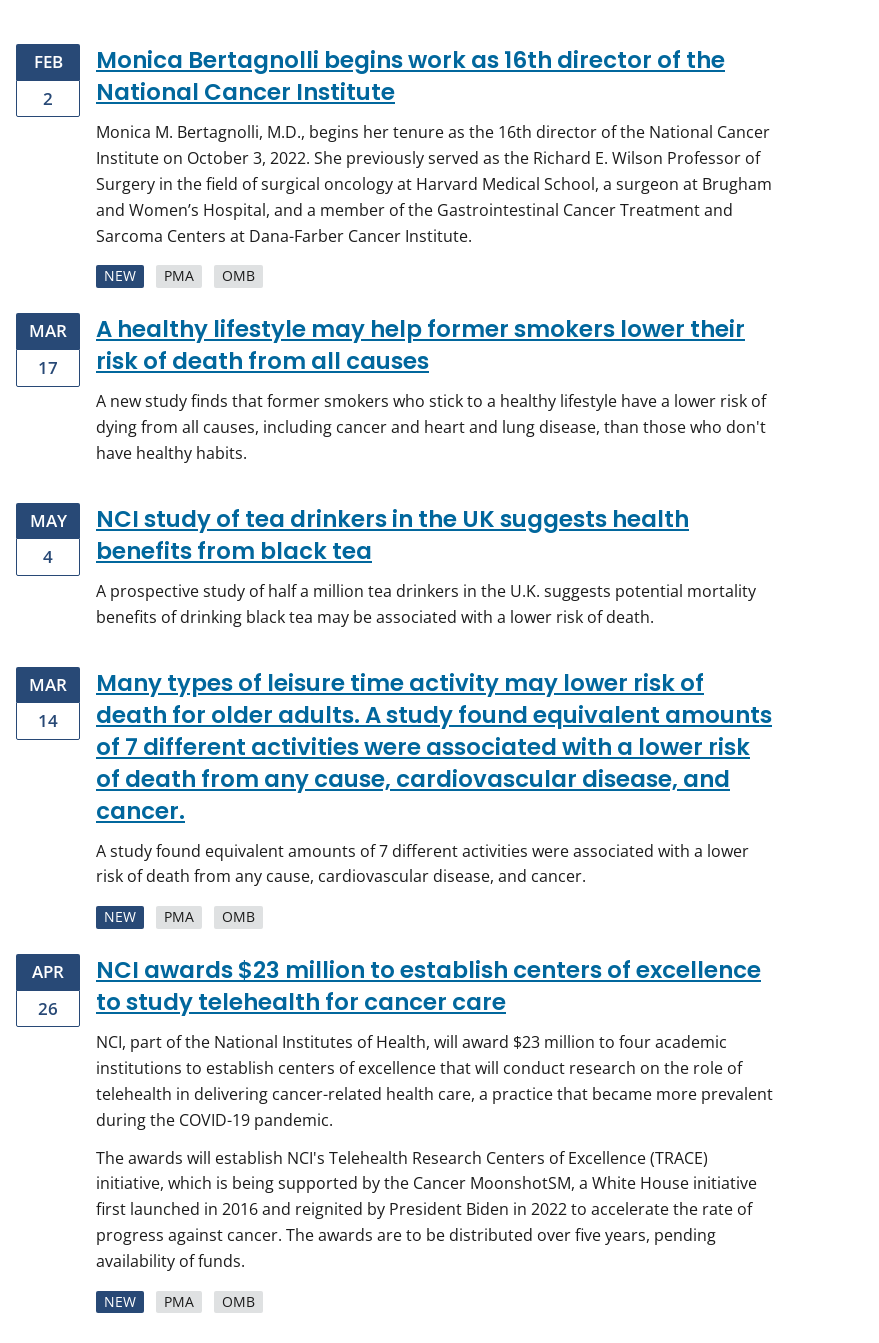 FEB
2
Monica Bertagnolli begins work as 16th director of the
National Cancer Institute
Monica M. Bertagnolli, M.D., begins her tenure as the 16th director of the National Cancer
Institute on October 3, 2022. She previously served as the Richard E. Wilson Professor of
Surgery in the field of surgical oncology at Harvard Medical School, a surgeon at Brugham
and Women’s Hospital, and a member of the Gastrointestinal Cancer Treatment and
Sarcoma Centers at Dana-Farber Cancer Institute.
NEW PMA OMB
MAR
17
A healthy lifestyle may help former smokers lower their
risk of death from all causes
A new study finds that former smokers who stick to a healthy lifestyle have a lower risk of
dying from all causes, including cancer and heart and lung disease, than those who don't
have healthy habits.
MAY
4
NCI study of tea drinkers in the UK suggests health
benefits from black tea
A prospective study of half a million tea drinkers in the U.K. suggests potential mortality
benefits of drinking black tea may be associated with a lower risk of death.
MAR
14
Many types of leisure time activity may lower risk of
death for older adults. A study found equivalent amounts
of 7 different activities were associated with a lower risk
of death from any cause, cardiovascular disease, and
cancer.
A study found equivalent amounts of 7 different activities were associated with a lower
risk of death from any cause, cardiovascular disease, and cancer.
NEW PMA OMB
APR
26
NCI awards $23 million to establish centers of excellence
to study telehealth for cancer care
NCI, part of the National Institutes of Health, will award $23 million to four academic
institutions to establish centers of excellence that will conduct research on the role of
telehealth in delivering cancer-related health care, a practice that became more prevalent
during the COVID-19 pandemic.
The awards will establish NCI's Telehealth Research Centers of Excellence (TRACE)
initiative, which is being supported by the Cancer MoonshotSM, a White House initiative
first launched in 2016 and reignited by President Biden in 2022 to accelerate the rate of
progress against cancer. The awards are to be distributed over five years, pending
availability of funds.
NEW PMA OMB